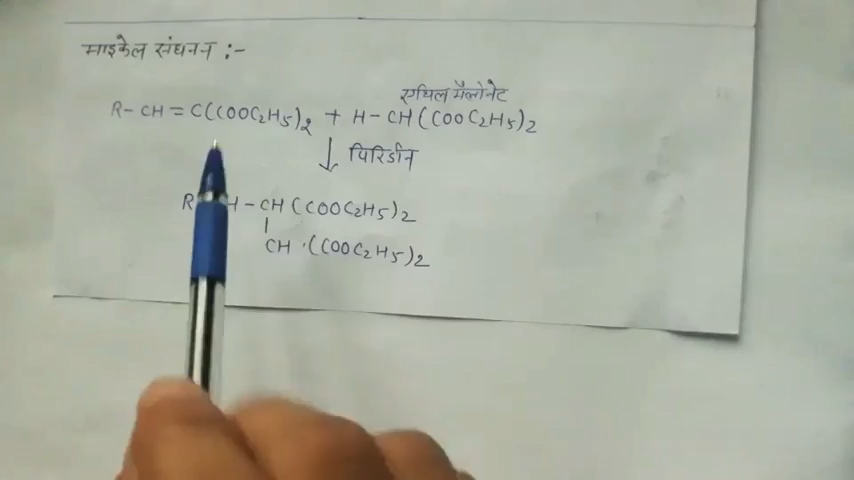 माइकेल संघनन :-
एथिल मैलोनेट
R- CH = C(COOC2H5)2 + H - CH (COOC2H5)2
↓ पिरिडीन
R H - CH (COOC2H5)2
|
CH ·(COOC2H5)2